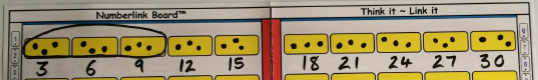 Numberlink Board™
Think it ~ Link it
3 6 9 12 15 18 21 24 27 30